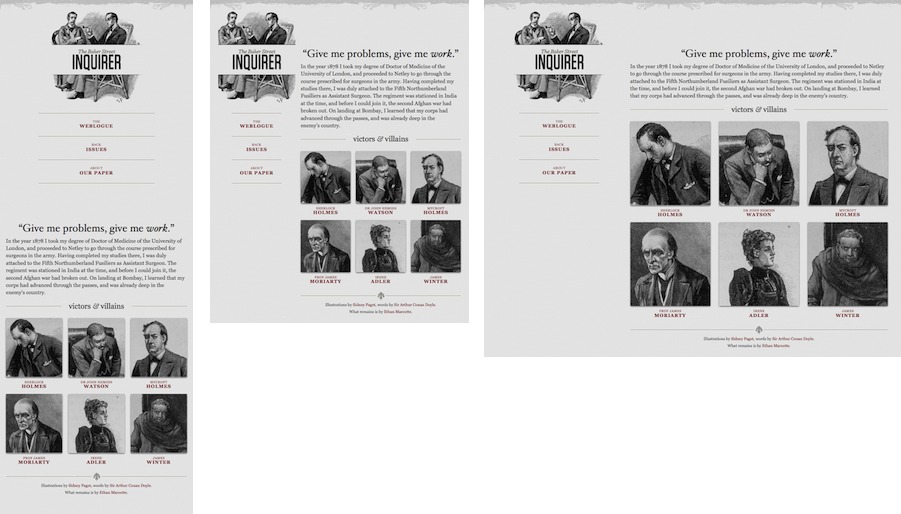 The Baker Street
INQUIRER
THE
WEBLOGUE
BACK
ISSUES
ABOUT
OUR PAPER
“Give me problems, give me work.”
In the year 1878 I took my degree of Doctor of Medicine of the University of
London, and proceeded to Netley to go through the course prescribed for
surgeons in the army. Having completed my studies there, I was duly
attached to the Fifth Northumberland Fusiliers as Assistant Surgeon. The
regiment was stationed in India at the time, and before I could join it, the
second Afghan war had broken out. On landing at Bombay, I learned that my
corps had advanced through the passes, and was already deep in the
enemy’s country.
victors & villains
SHERLOCK
HOLMES
DR JOHN HAMISH
WATSON
MYCROFT
HOLMES
PROF JAMES
MORIARTY
IRENE
ADLER
JAMES
WINTER
Illustrations by Sidney Paget, words by Sir Arthur Conan Doyle.
What remains is by Ethan Marcotte.
The Baker Street
INQUIRER
THE
WEBLOGUE
BACK
ISSUES
ABOUT
OUR PAPER
“Give me problems, give me work.”
In the year 1878 I took my degree of Doctor of Medicine of the
University of London, and proceeded to Netley to go through the
course prescribed for surgeons in the army. Having completed my
studies there, I was duly attached to the Fifth Northumberland
Fusiliers as Assistant Surgeon. The regiment was stationed in India
at the time, and before I could join it, the second Afghan war had
broken out. On landing at Bombay, I learned that my corps had
advanced through the passes, and was already deep in the
enemy’s country.
victors & villains
SHERLOCK
HOLMES
DR JOHN HAMISH
WATSON
MYCROFT
HOLMES
PROF JAMES
MORIARTY
IRENE
ADLER
JAMES
WINTER
Illustrations by Sidney Paget, words by Sir Arthur Conan Doyle.
What remains is by Ethan Marcotte.
The Baker Street
INQUIRER
THE
WEBLOGUE
BACK
ISSUES
ABOUT
OUR PAPER
“Give me problems, give me work.”
In the year 1878 I took my degree of Doctor of Medicine of the University of London, and proceeded
to Netley to go through the course prescribed for surgeons in the army. Having completed my studies there, I was duly
attached to the Fifth Northumberland Fusiliers as Assistant Surgeon. The regiment was stationed in India at
the time, and before I could join it, the second Afghan war had broken out. On landing at Bombay, I learned
that my corps had advanced through the passes, and was already deep in the enemy’s country.
victors & villains
SHERLOCK
HOLMES
DR JOHN HAMISH
WATSON
MYCROFT
HOLMES
PROF JAMES
MORIARTY
IRENE
ADLER
JAMES
WINTER
Illustrations by Sidney Paget, words by Sir Arthur Conan Doyle.
What remains is by Ethan Marcotte.